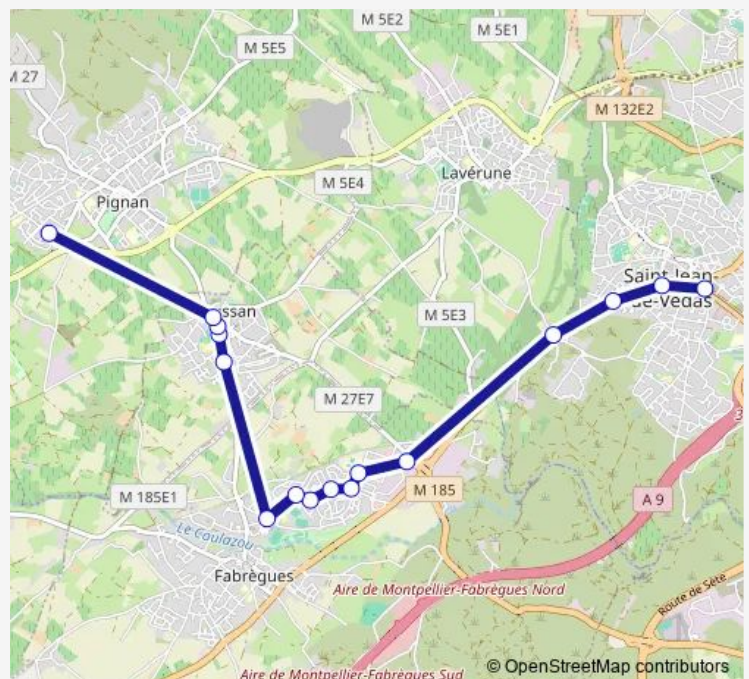 M 5E2
M 5E1
M 5E5
M 27
M 132E2
Lavérune
M 5E4
Pignan
Saint-Jean-
de-Védas
ssan
M 5E3
M 27E7
M 185E1
M 185
A 9
Le Coulazou
Fabrègues
Aire de Montpellier-Fabrègues Nord
Route de Sète
Aire de Montpellier-Fabrègues Sud
© OpenStreetMap contributors